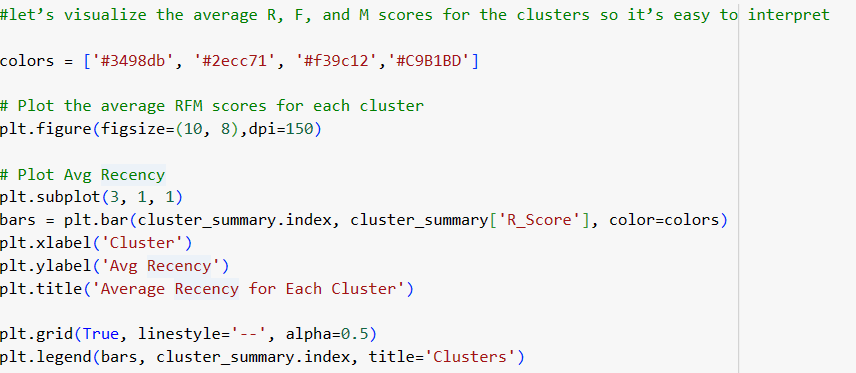 #let’s visualize the average R, F, and M scores for the clusters so it’s easy to interpret
colors = ['#3498db', '#2ecc71', '#f39c12','#C9B1BD']
# Plot the average RFM scores for each cluster
plt.figure(figsize=(10, 8),dpi=150)
# Plot Avg Recency
plt.subplot(3, 1, 1)
bars = plt.bar(cluster_summary.index, cluster_summary['R_Score'], color=colors)
plt.xlabel('Cluster')
plt.ylabel('Avg Recency')
plt.title('Average Recency for Each Cluster')
plt.grid(True, linestyle='--', alpha=0.5)
plt.legend(bars, cluster_summary.index, title='Clusters')